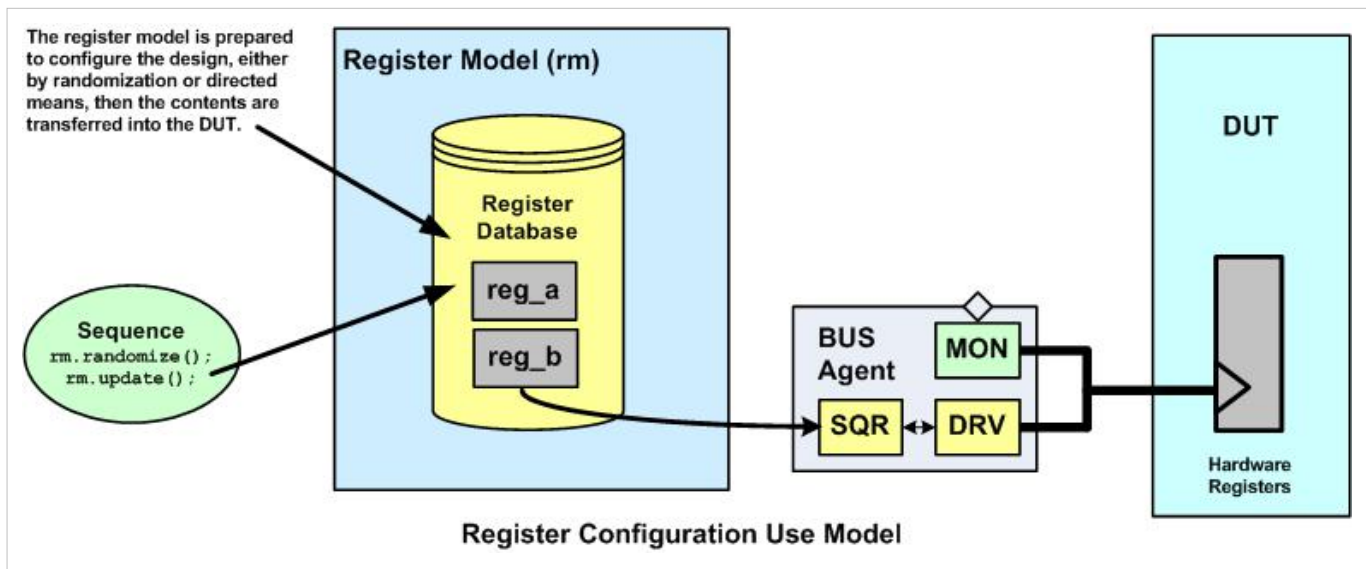 The register model is prepared
to configure the design, either
by randomization or directed
means, then the contents are
transferred into the DUT.
Register Model (rm)
Register
Database
reg_a
reg_b
Sequence
rm.randomize();
rm.update();
BUS
Agent
MON
SQR
DRV
DUT
Hardware
Registers
Register Configuration Use Model